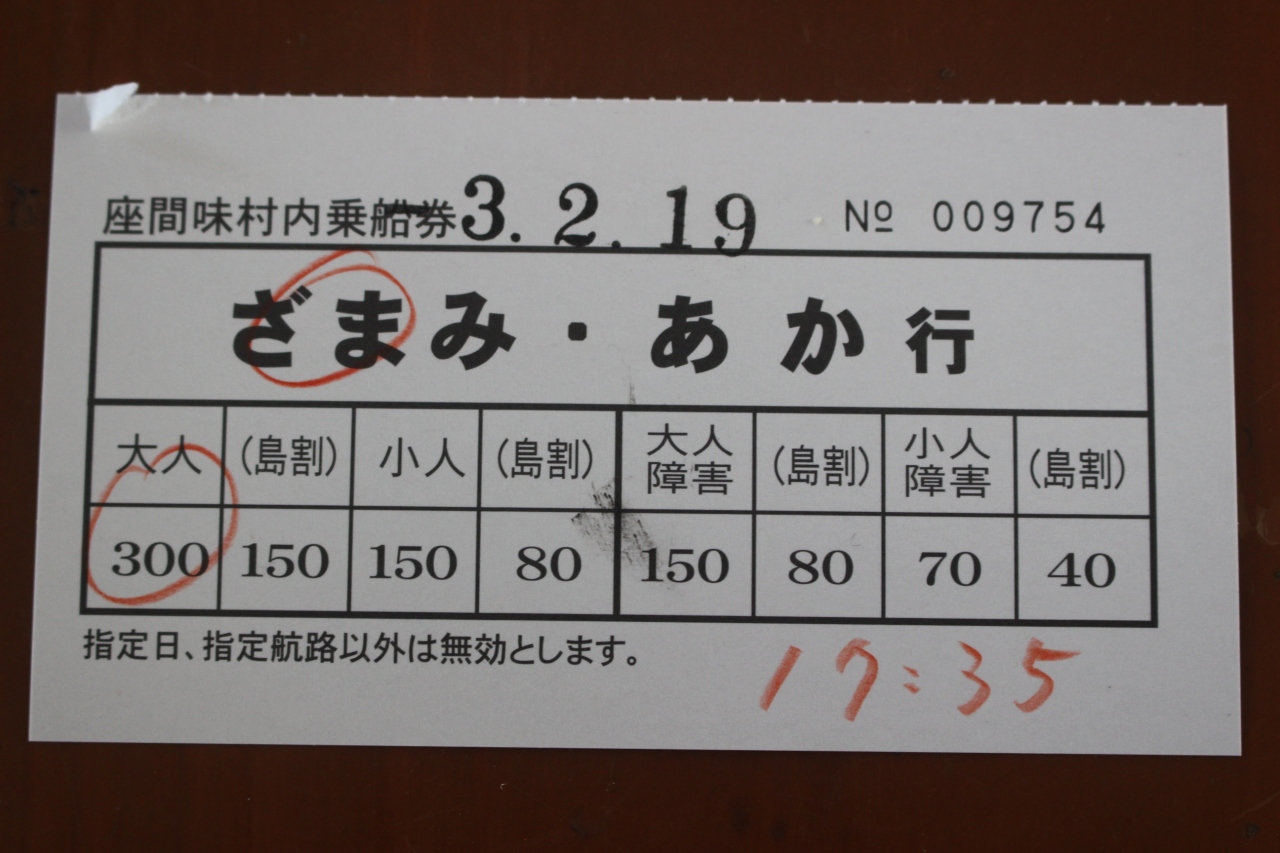 座間味村内乗船券 -3.2.19 № 009754
ざまみ・あか行
大人 (島割) 小人 (島割) 大人障害 (島割) 小人障害 (島割)
300 150 150 80 150 80 70 40
指定日、指定航路以外は無効とします。
17:35